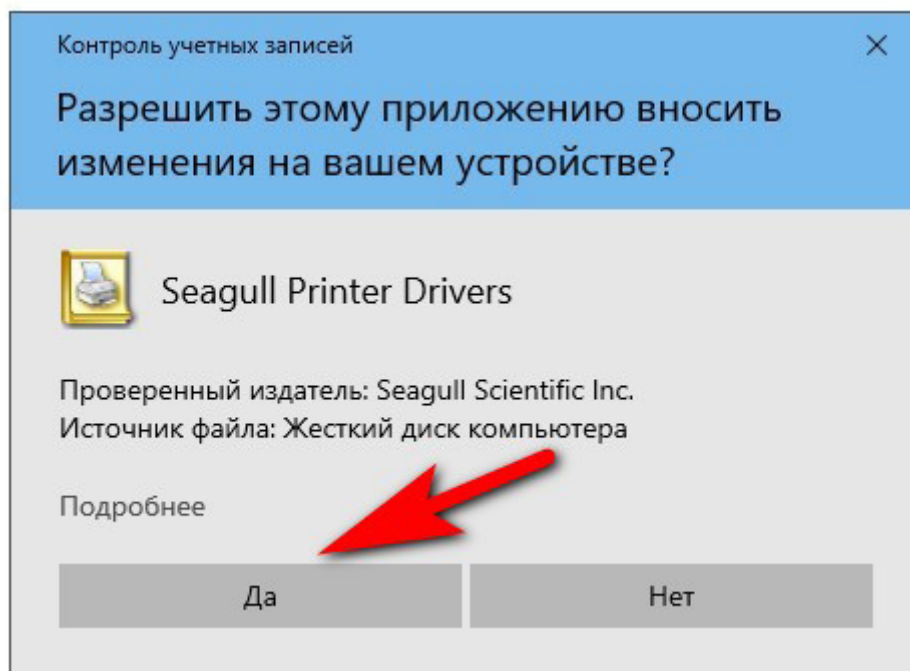 Контроль учетных записей
Разрешить этому приложению вносить
изменения на вашем устройстве?
Seagull Printer Drivers
Проверенный издатель: Seagull Scientific Inc.
Источник файла: Жесткий диск компьютера
Подробнее
Да
Нет